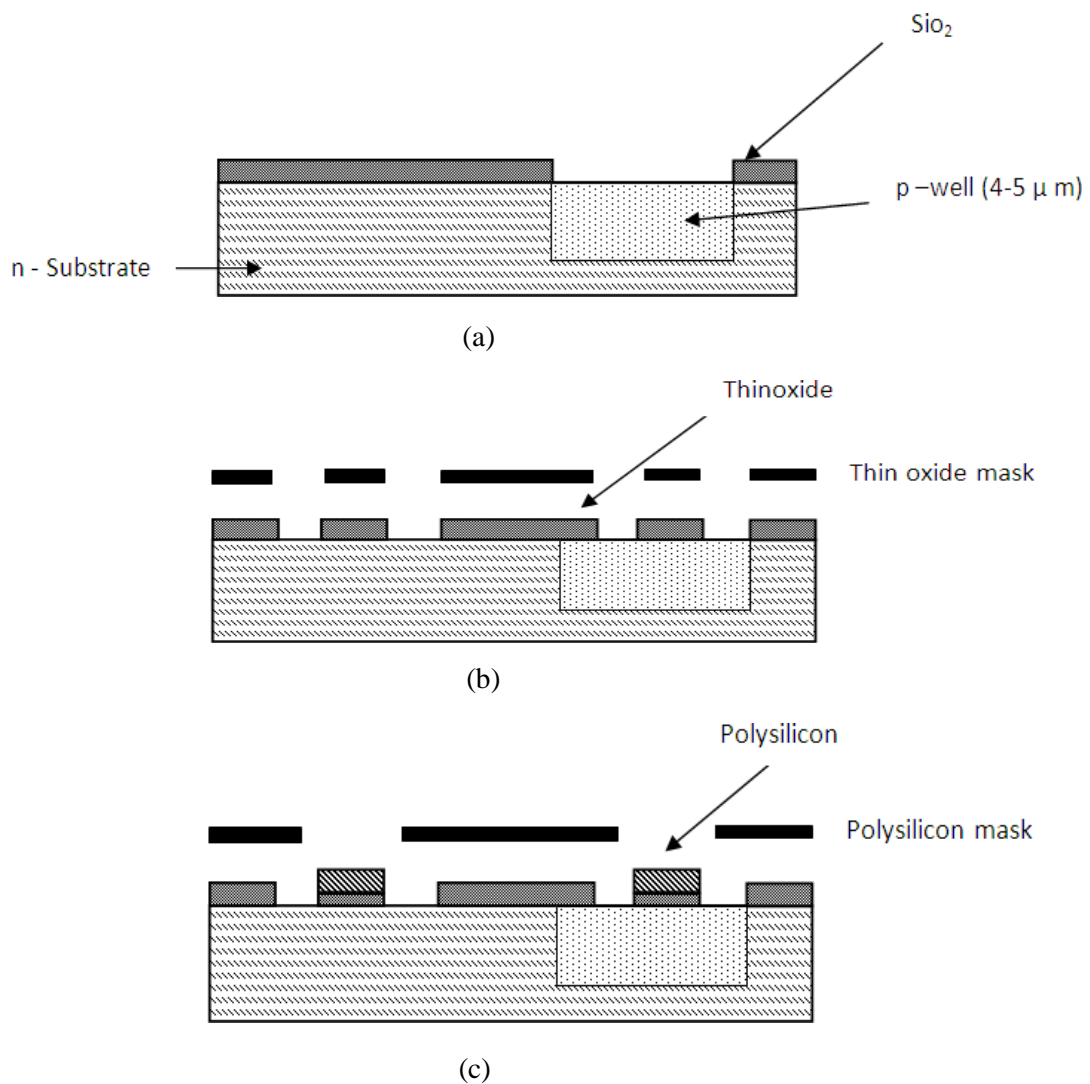 Sio₂
p –well (4-5 μ m)
n - Substrate
(a)
Thinoxide
Thin oxide mask
(b)
Polysilicon
Polysilicon mask
(c)